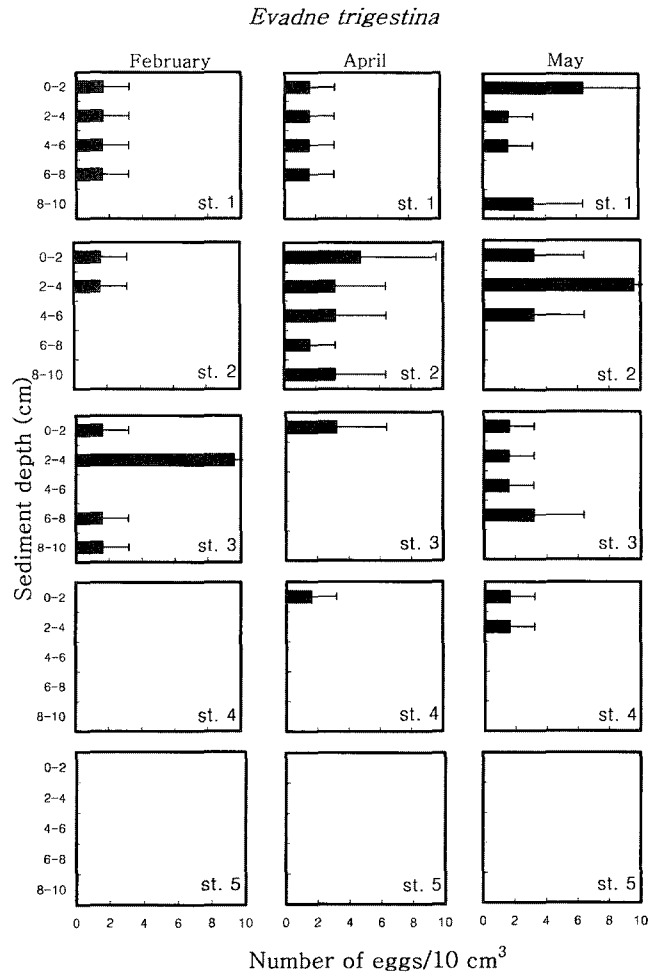 Evadne trigestina
February April May
0-2
2-4
4-6
6-8
8-10
st. 1 st. 1 st. 1
0-2
2-4
4-6
6-8
8-10
st. 2 st. 2 st. 2
Sediment depth (cm)
0-2
2-4
4-6
6-8
8-10
st. 3 st. 3 st. 3
0-2
2-4
4-6
6-8
8-10
st. 4 st. 4 st. 4
0-2
2-4
4-6
6-8
8-10
st. 5 st. 5 st. 5
0 2 4 6 8 10 0 2 4 6 8 10 0 2 4 6 8 10
Number of eggs/10 cm³